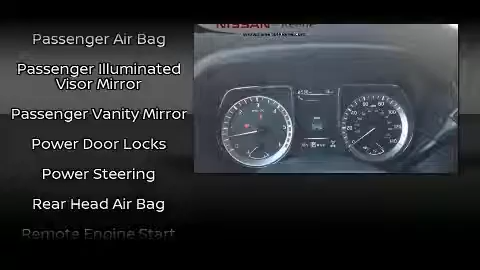 Passenger Air Bag
Passenger Illuminated
Visor Mirror
Passenger Vanity Mirror
Power Door Locks
Power Steering
Rear Head Air Bag
Remote Engine Start
NISSAN